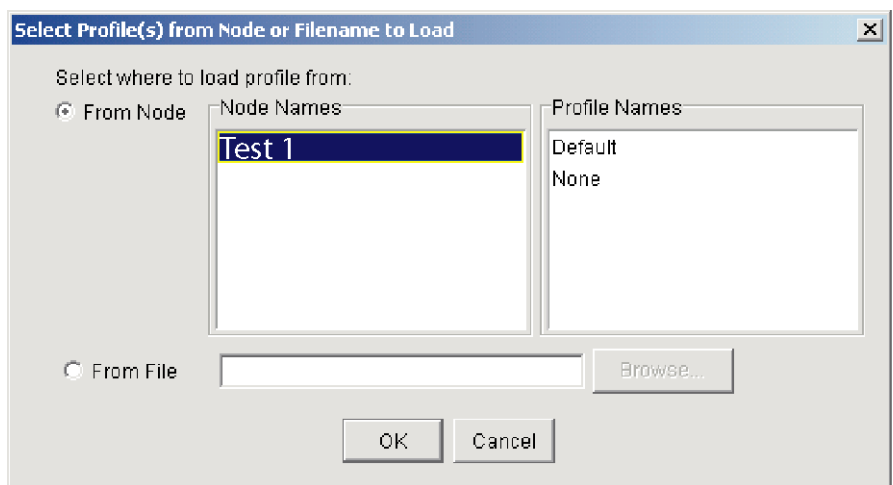 Select Profile(s) from Node or Filename to Load
Select where to load profile from:
From Node
Node Names
Test 1
Profile Names
Default
None
From File
Browse...
OK
Cancel